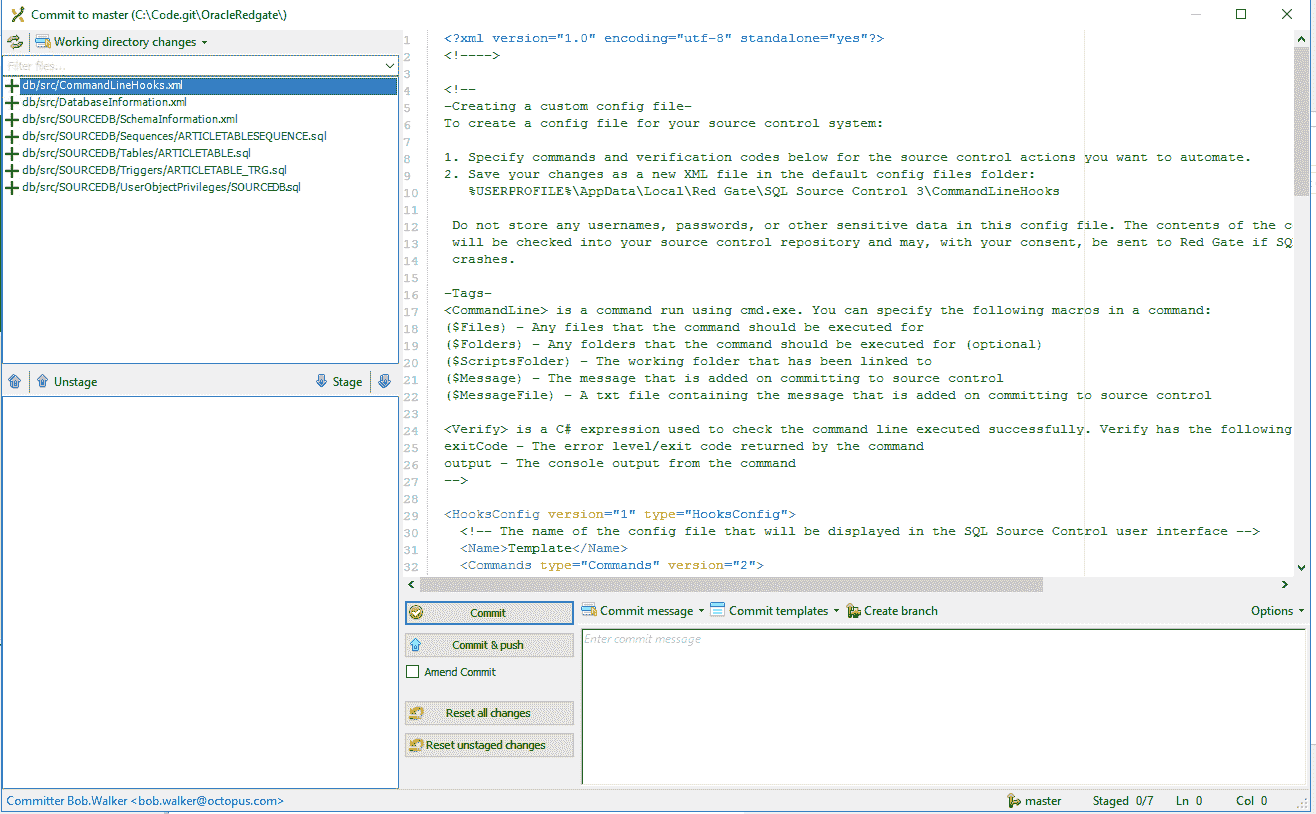 Commit to master (C:\Code.git\OracleRedgate\)
Working directory changes
Filter files...
db/src/CommandLineHooks.xml
db/src/DatabaseInformation.xml
db/src/SOURCEDB/SchemaInformation.xml
db/src/SOURCEDB/Sequences/ARTICLETABLESEQUENCE.sql
db/src/SOURCEDB/Tables/ARTICLETABLE.sql
db/src/SOURCEDB/Triggers/ARTICLETABLE_TRG.sql
db/src/SOURCEDB/UserObjectPrivileges/SOURCEDB.sql
Unstage
Stage
1 <?xml version="1.0" encoding="utf-8" standalone="yes"?>
2 <!---->
3
4 <!--
5 -Creating a custom config file-
6 To create a config file for your source control system:
7
8 1. Specify commands and verification codes below for the source control actions you want to automate.
9 2. Save your changes as a new XML file in the default config files folder:
10 %USERPROFILE%\AppData\Local\Red Gate\SQL Source Control 3\CommandLineHooks
11
12 Do not store any usernames, passwords, or other sensitive data in this config file. The contents of the c
13 will be checked into your source control repository and may, with your consent, be sent to Red Gate if SQ
14 crashes.
15
16 -Tags-
17 <CommandLine> is a command run using cmd.exe. You can specify the following macros in a command:
18 ($Files) - Any files that the command should be executed for
19 ($Folders) - Any folders that the command should be executed for (optional)
20 ($ScriptsFolder) - The working folder that has been linked to
21 ($Message) - The message that is added on committing to source control
22 ($MessageFile) - A txt file containing the message that is added on committing to source control
23
24 <Verify> is a C# expression used to check the command line executed successfully. Verify has the following
25 exitCode - The error level/exit code returned by the command
26 output - The console output from the command
27 -->
28
29 <HooksConfig version="1" type="HooksConfig">
30 <!-- The name of the config file that will be displayed in the SQL Source Control user interface -->
31 <Name>Template</Name>
32 <Commands type="Commands" version="2">
Commit
Commit & push
Amend Commit
Reset all changes
Reset unstaged changes
Commit message
Commit templates
Create branch
Options
Enter commit message
Committer Bob.Walker <bob.walker@octopus.com>
master
Staged 0/7
Ln 0
Col 0